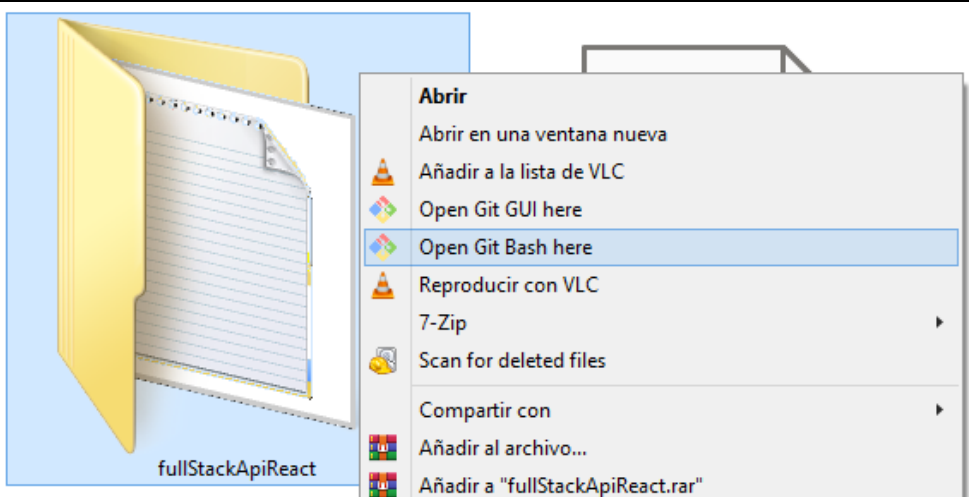 Abrir
Abrir en una ventana nueva
Añadir a la lista de VLC
Open Git GUI here
Open Git Bash here
Reproducir con VLC
7-Zip
Scan for deleted files
Compartir con
Añadir al archivo...
Añadir a "fullStackApiReact.rar"
fullStackApiReact